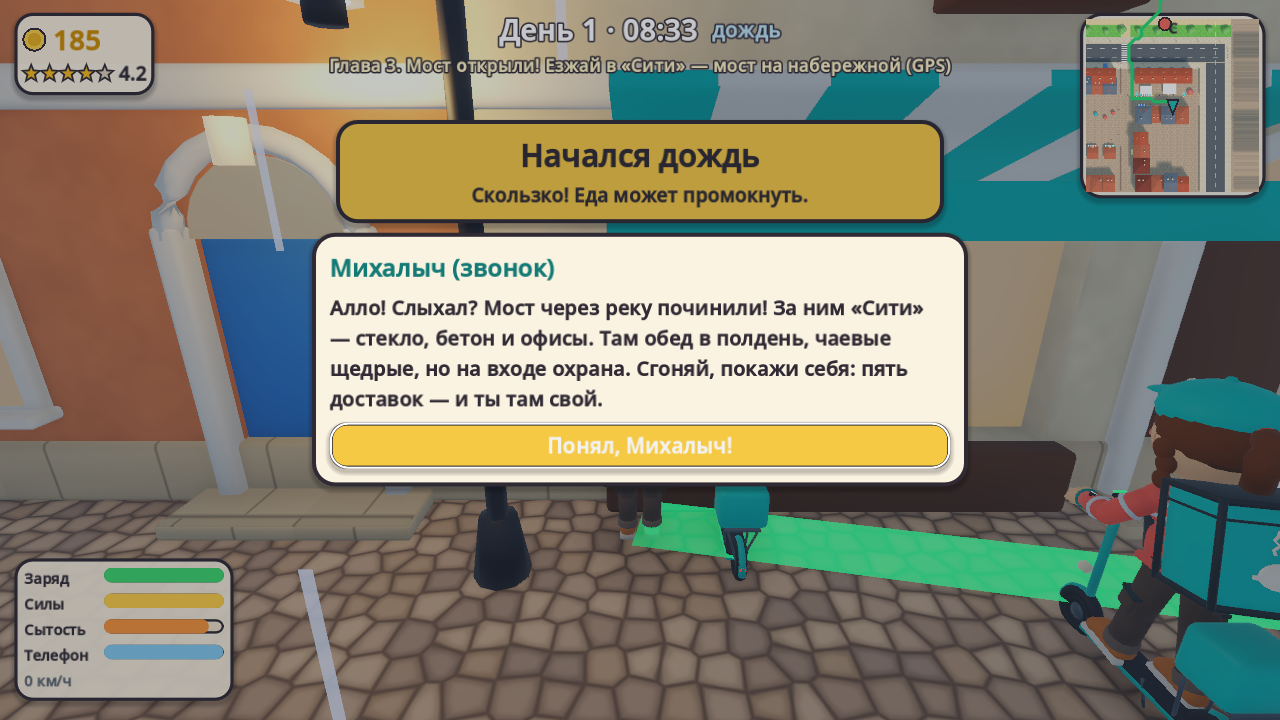 185
4.2
День 1 · 08:33 дождь
Глава 3. Мост открыли! Езжай в «Сити» — мост на набережной (GPS)
Начался дождь
Скользко! Еда может промокнуть.
Михалыч (звонок)
Алло! Слыхал? Мост через реку починили! За ним «Сити»
— стекло, бетон и офисы. Там обед в полдень, чаевые
щедрые, но на входе охрана. Сгоняй, покажи себя: пять
доставок — и ты там свой.
Понял, Михалыч!
Заряд
Силы
Сытость
Телефон
0 км/ч